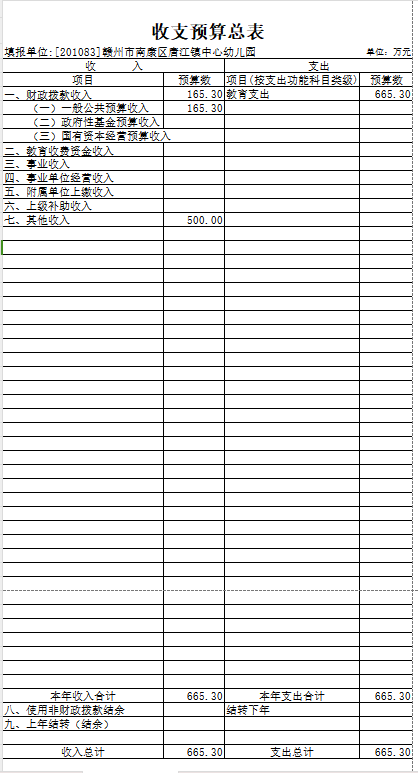 收支预算总表
填报单位:[201083]赣州市南康区唐江镇中心幼儿园 单位：万元
收 入 支出
项目 预算数 项目(按支出功能科目类级) 预算数
一、财政拨款收入 165.30 教育支出 665.30
（一）一般公共预算收入 165.30
（二）政府性基金预算收入
（三）国有资本经营预算收入
二、教育收费资金收入
三、事业收入
四、事业单位经营收入
五、附属单位上缴收入
六、上级补助收入
七、其他收入 500.00
本年收入合计 665.30 本年支出合计 665.30
八、使用非财政拨款结余 结转下年
九、上年结转（结余）
收入总计 665.30 支出总计 665.30